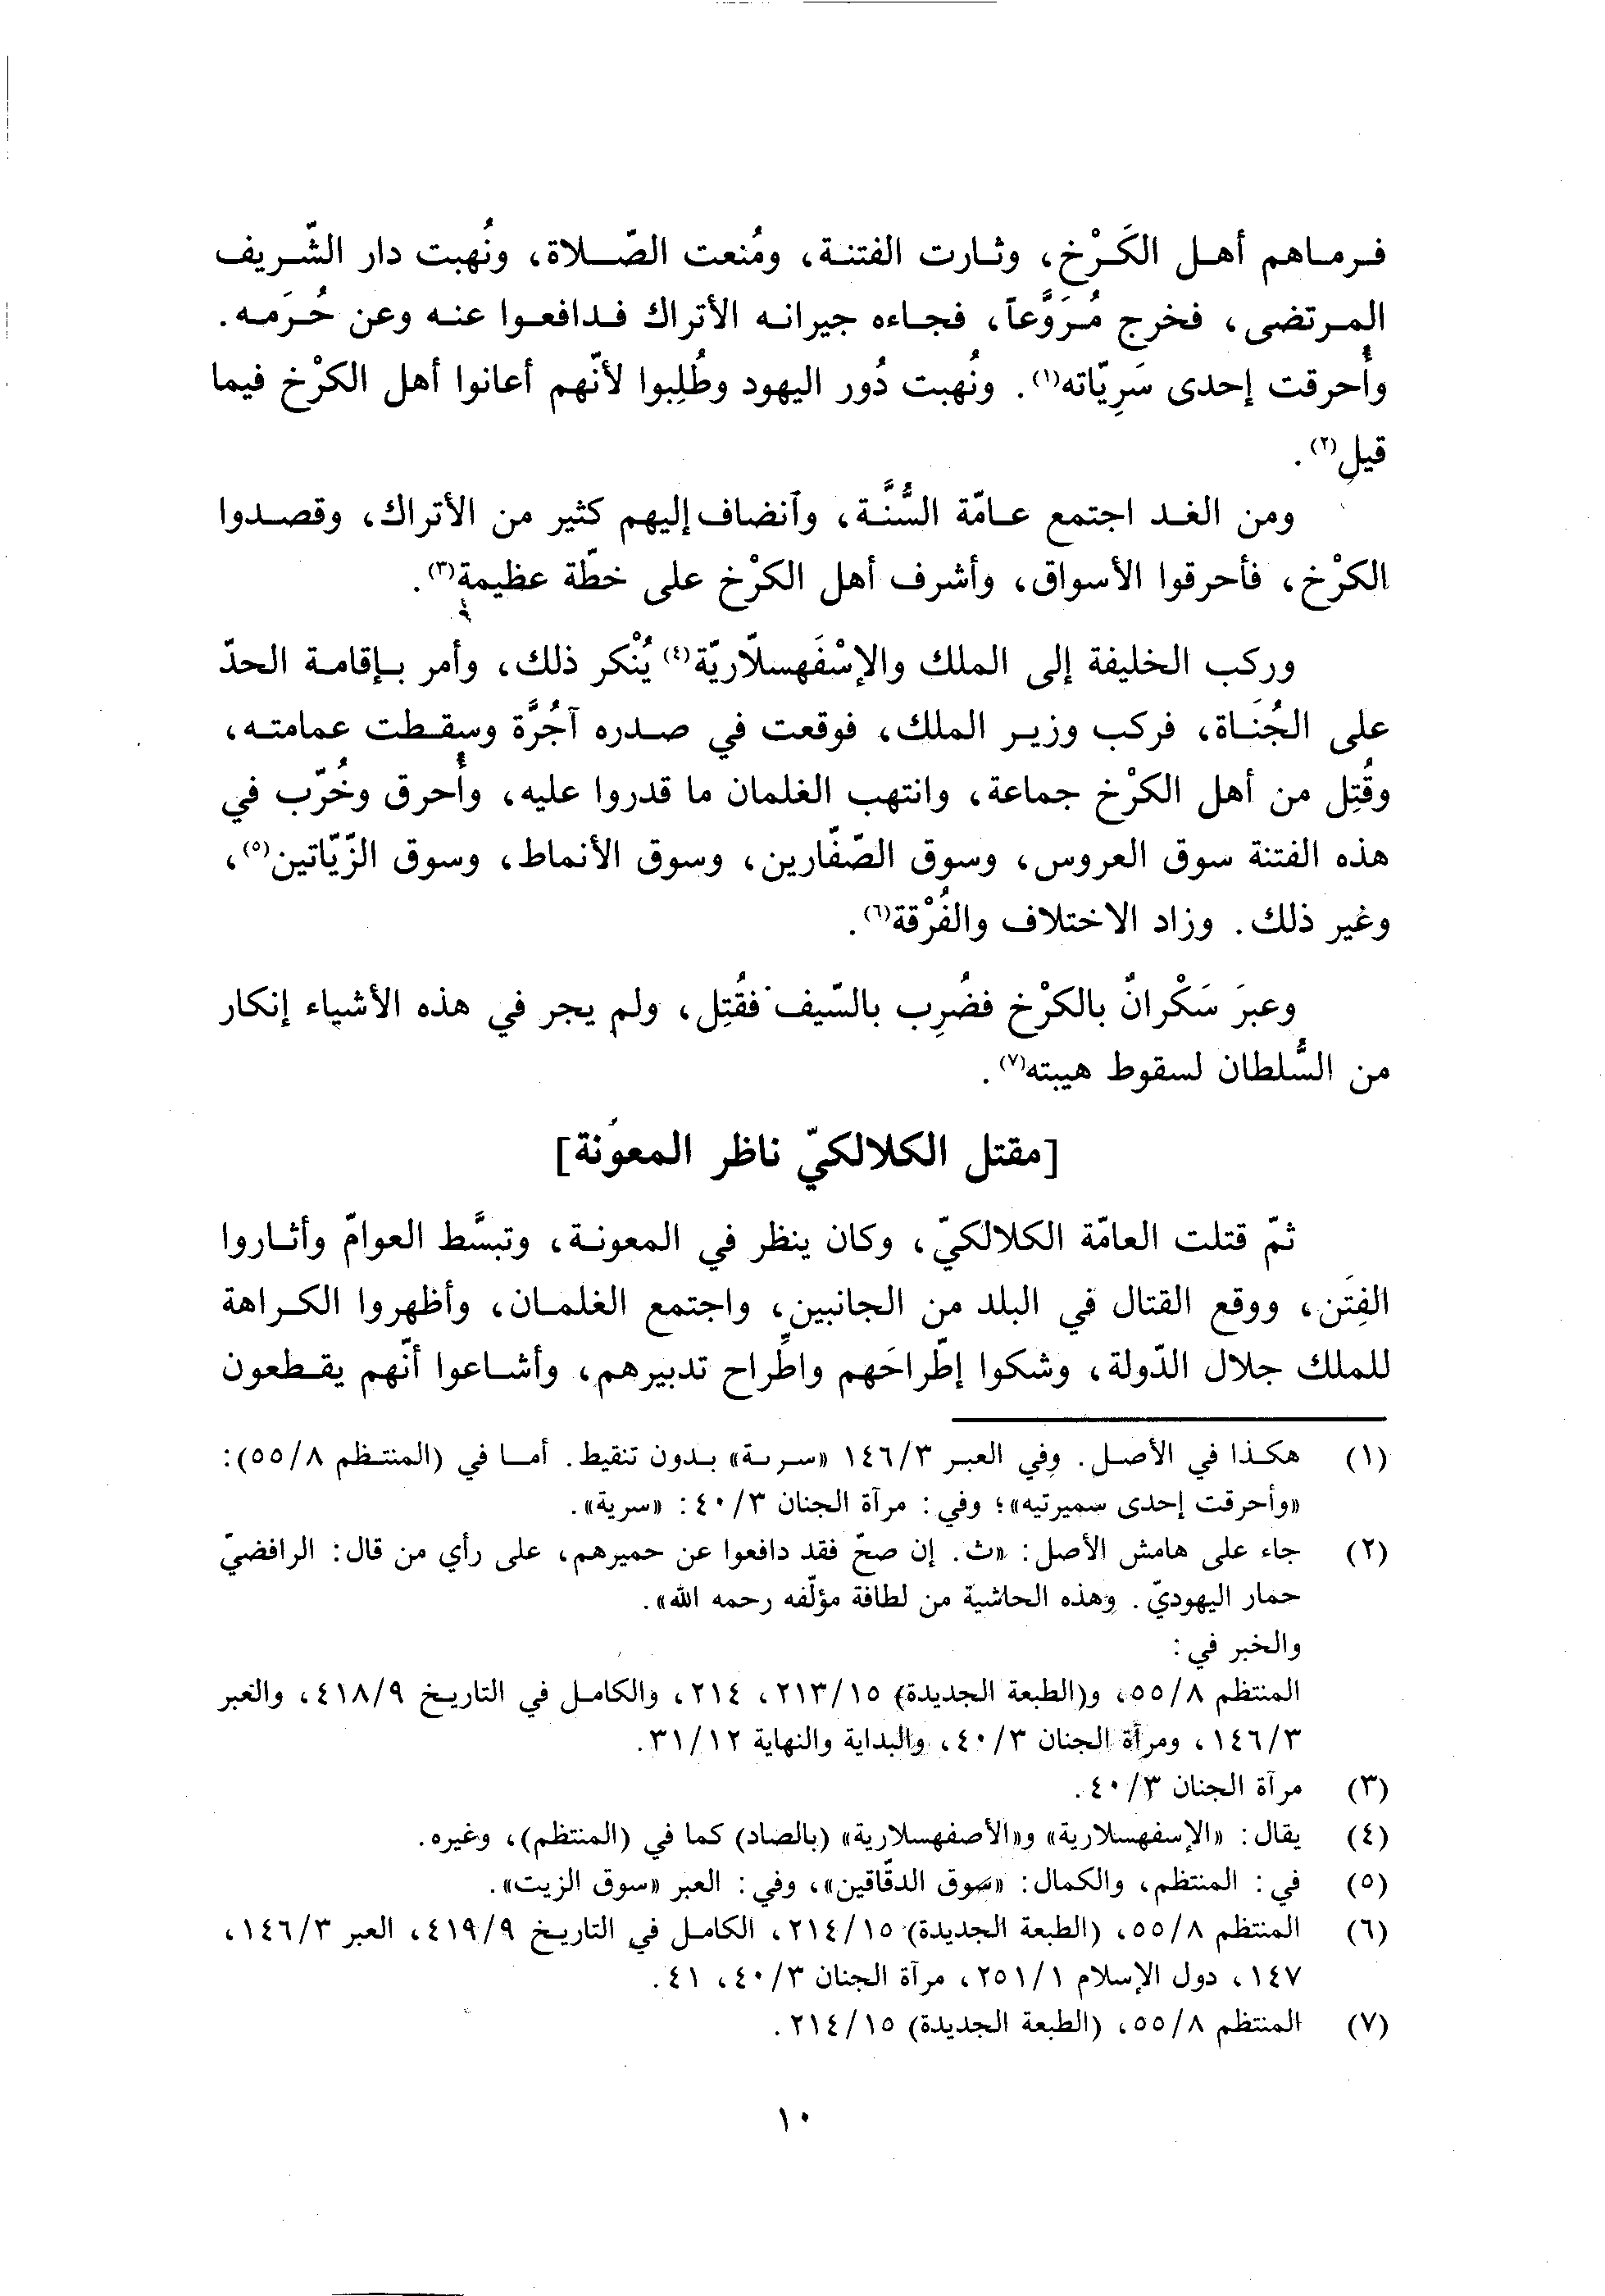 فرماهم أهل الكَرْخ، وثارت الفتنة، ومُنعت الصّلاة، ونُهبت دار الشّريف
المرتضى، فخرج مُرَوَّعاً، فجاءه جيرانه الأتراك فدافعوا عنه وعن حُرَمه.
وأُحرقت إحدى سَرِيّاته(١). ونُهبت دُور اليهود وطُلِبوا لأنّهم أعانوا أهل الكرْخ فيما
قيل(٢).
ومن الغد اجتمع عامّة السُّنَّة، وآنضاف إليهم كثير من الأتراك، وقصدوا
الكرْخ، فأحرقوا الأسواق، وأشرف أهل الكرْخ على خطّة عظيمة(٣).
وركب الخليفة إلى الملك والإسْفَهسلّاريّة(٤) يُنْكر ذلك، وأمر بإقامة الحدّ
على الجُنَاة، فركب وزير الملك، فوقعت في صدره آجُرَّة وسقطت عمامته،
وقُتِل من أهل الكرْخ جماعة، وانتهب الغلمان ما قدروا عليه، وأُحرق وخُرّب في
هذه الفتنة سوق العروس، وسوق الصّفّارين، وسوق الأنماط، وسوق الزّيّاتين(٥)،
وغير ذلك. وزاد الاختلاف والفُرْقة(٦).
وعبرَ سَكْرانٌ بالكرْخ فضُرِب بالسّيف فقُتِل، ولم يجر في هذه الأشياء إنكار
من السُّلطان لسقوط هيبته(٧).
[مقتل الكلالكيّ ناظر المعوَنة]
ثمّ قتلت العامّة الكلالكيّ، وكان ينظر في المعونة، وتبسَّط العوامّ وأثاروا
الفِتَن، ووقع القتال في البلد من الجانبين، واجتمع الغلمان، وأظهروا الكراهة
للملك جلال الدّولة، وشكوا إطّراحَهم واطِّراح تدبيرهم، وأشاعوا أنّهم يقطعون
(١) هكذا في الأصل. وفي العبر ١٤٦/٣ «سرىة» بدون تنقيط. أما في (المنتظم ٥٥/٨):
«وأحرقت إحدى سميرتيه»؛ وفي: مرآة الجنان ٤٠/٣: «سرية».
(٢) جاء على هامش الأصل: «ث. إن صحّ فقد دافعوا عن حميرهم، على رأي من قال: الرافضيّ
حمار اليهوديّ. وهذه الحاشية من لطافة مؤلّفه رحمه الله».
والخبر في:
المنتظم ٥٥/٨، و(الطبعة الجديدة) ٢١٣/١٥، ٢١٤، والكامل في التاريخ ٤١٨/٩، والعبر
١٤٦/٣، ومرآة الجنان ٤٠/٣، والبداية والنهاية ٣١/١٢.
(٣) مرآة الجنان ٤٠/٣.
(٤) يقال: «الإسفهسلارية» و«الأصفهسلارية» (بالصاد) كما في (المنتظم)، وغيره.
(٥) في: المنتظم، والكمال: «سوق الدقّاقين»، وفي: العبر «سوق الزيت».
(٦) المنتظم ٥٥/٨، (الطبعة الجديدة) ٢١٤/١٥، الكامل في التاريخ ٤١٩/٩، العبر ١٤٦/٣،
١٤٧، دول الإسلام ٢٥١/١، مرآة الجنان ٤٠/٣، ٤١.
(٧) المنتظم ٥٥/٨، (الطبعة الجديدة) ٢١٤/١٥.
١٠